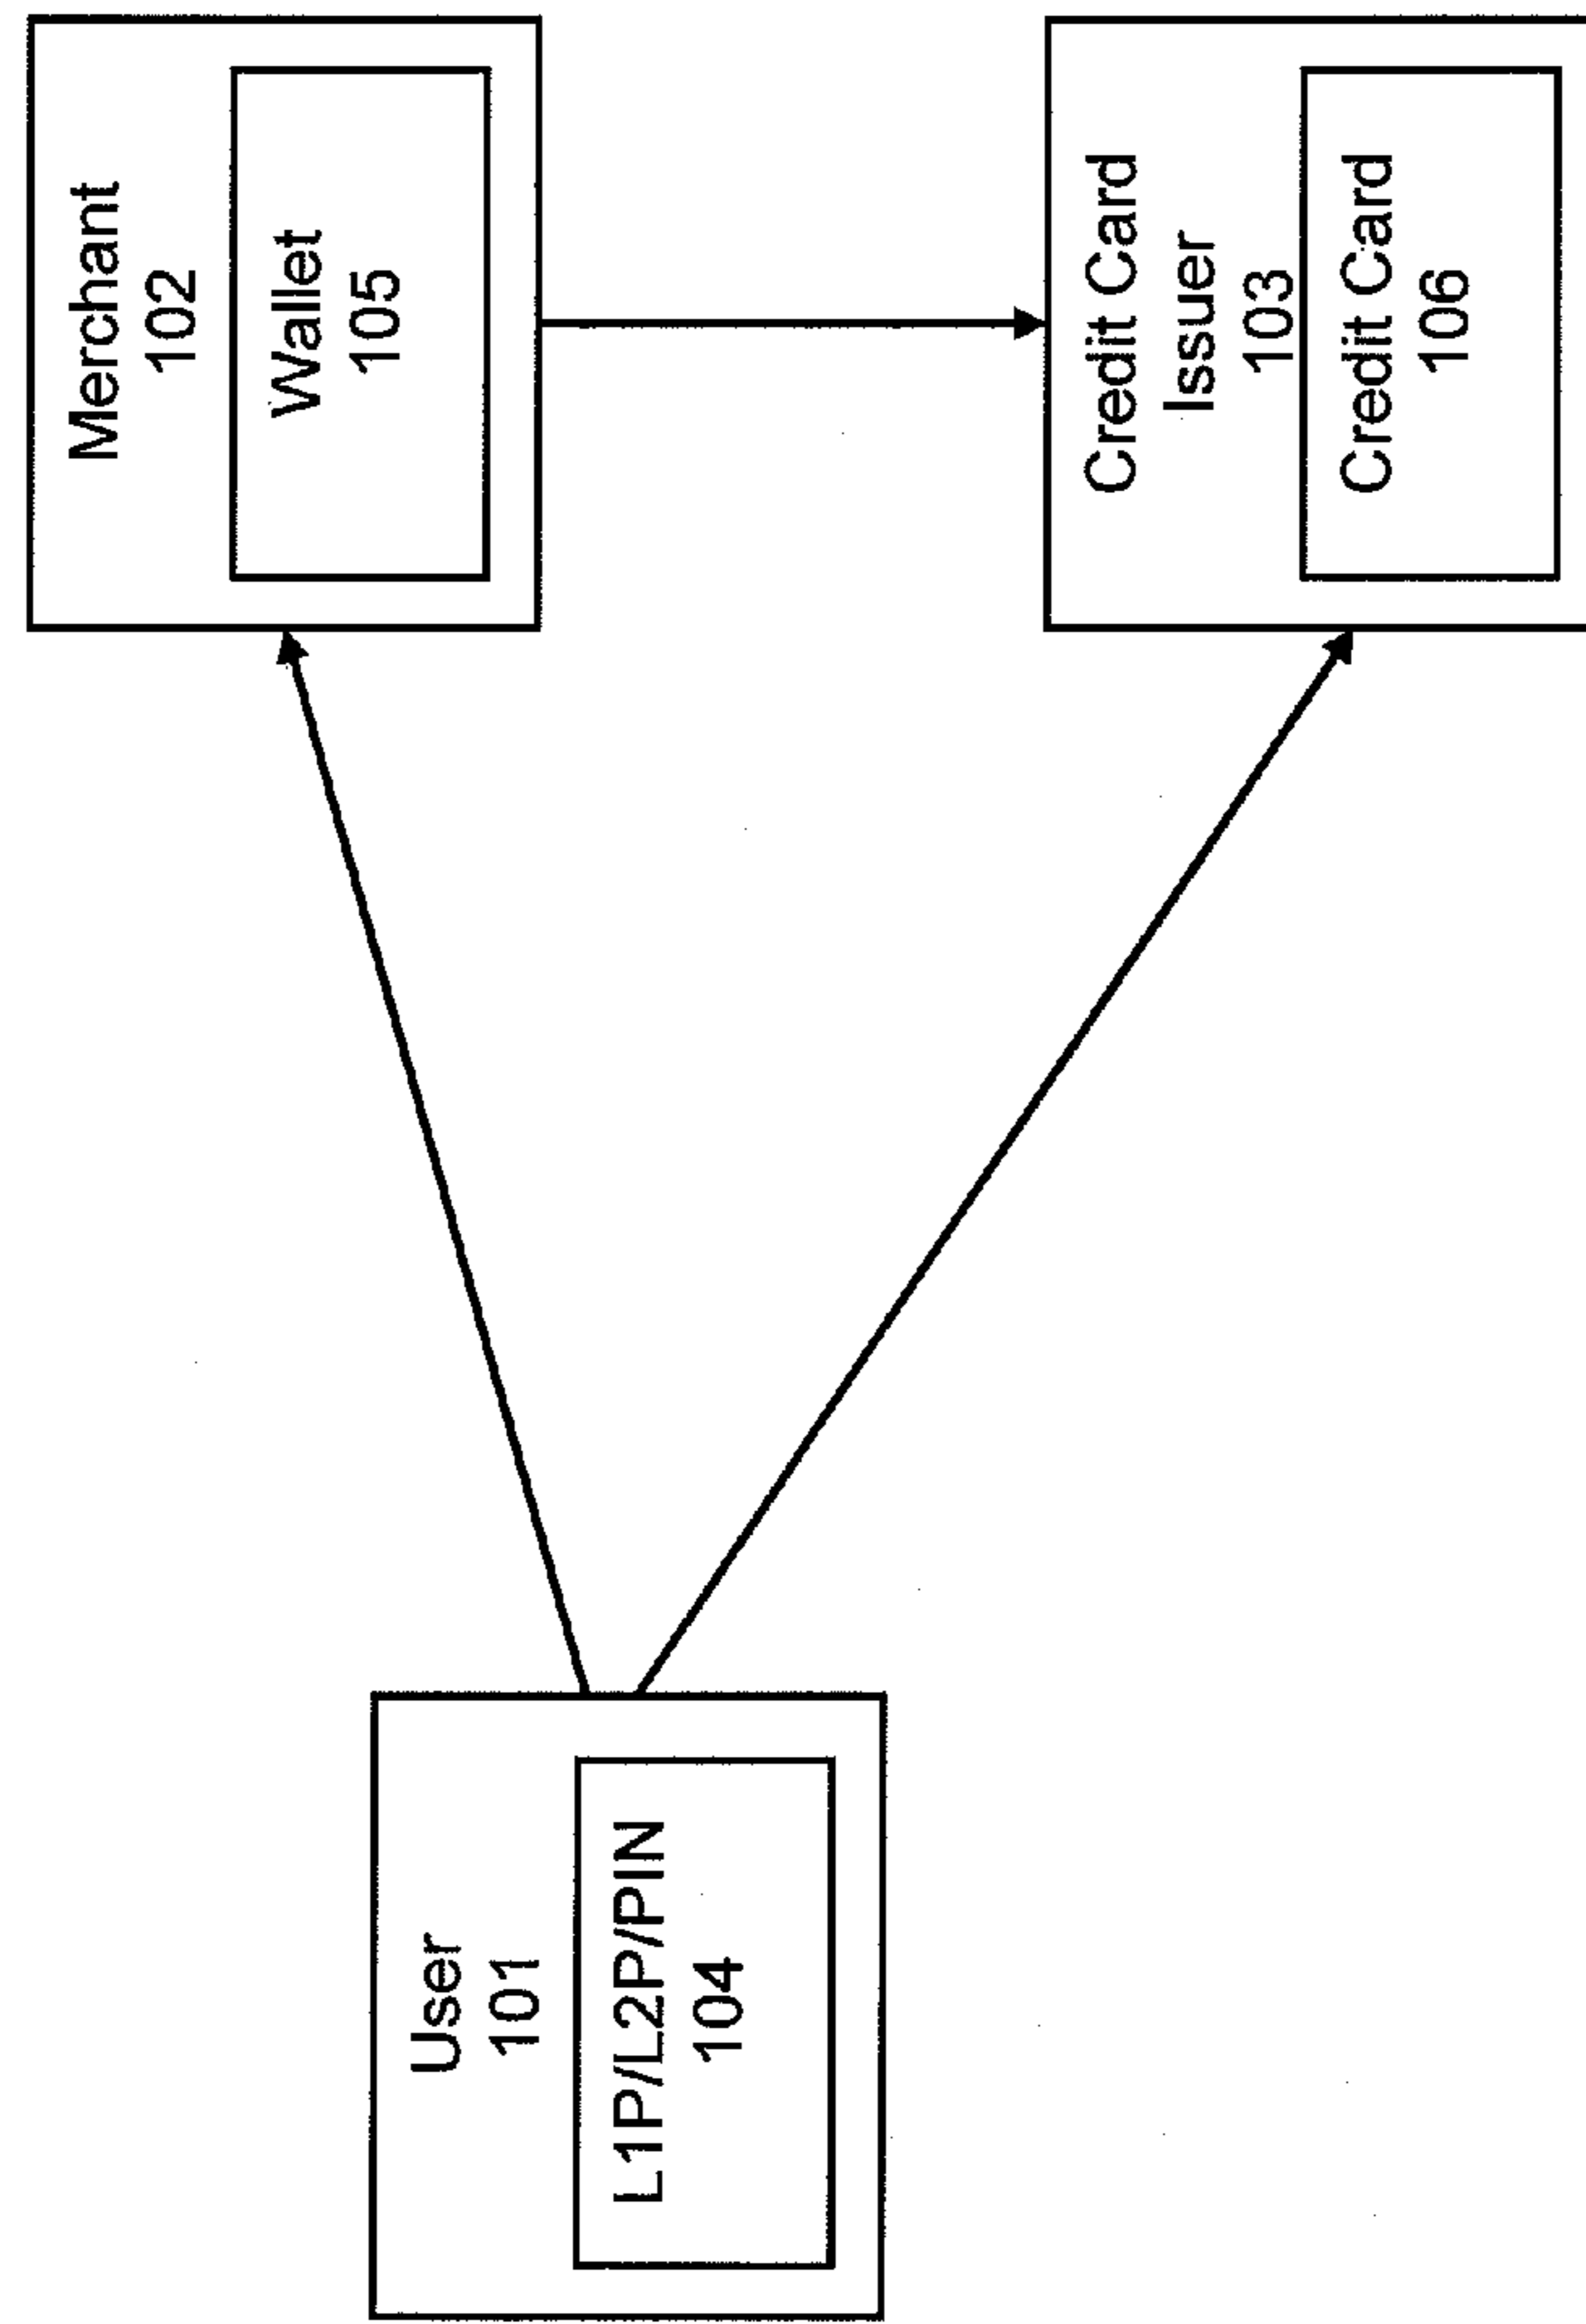 User
101
L1P/L2P/PIN
104
Merchant
102
Wallet
105
Credit Card
Issuer
103
Credit Card
106